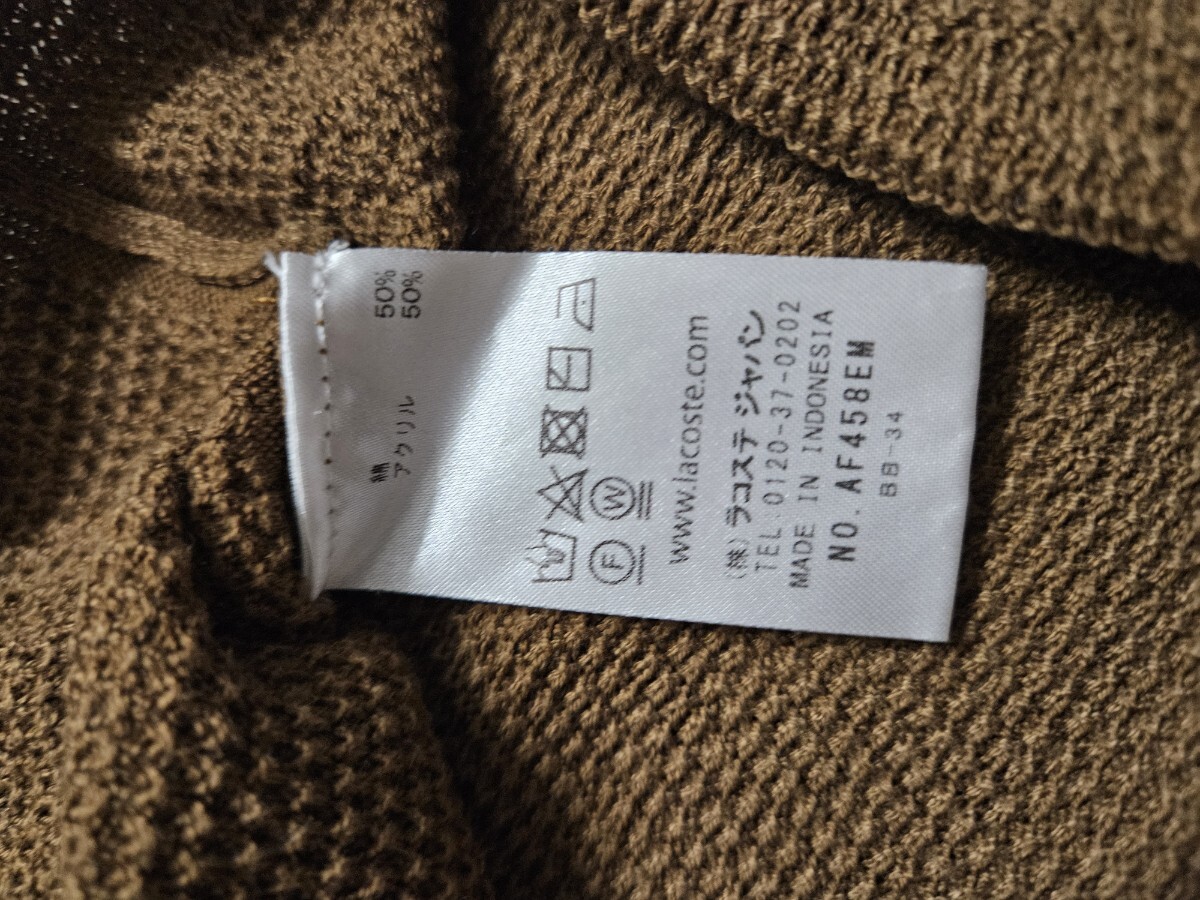 綿 50%
アクリル 50%
F W
www.lacoste.com
(株)ラコステ ジャパン
TEL 0120-37-0202
MADE IN INDONESIA
NO. AF458EM
BB-34